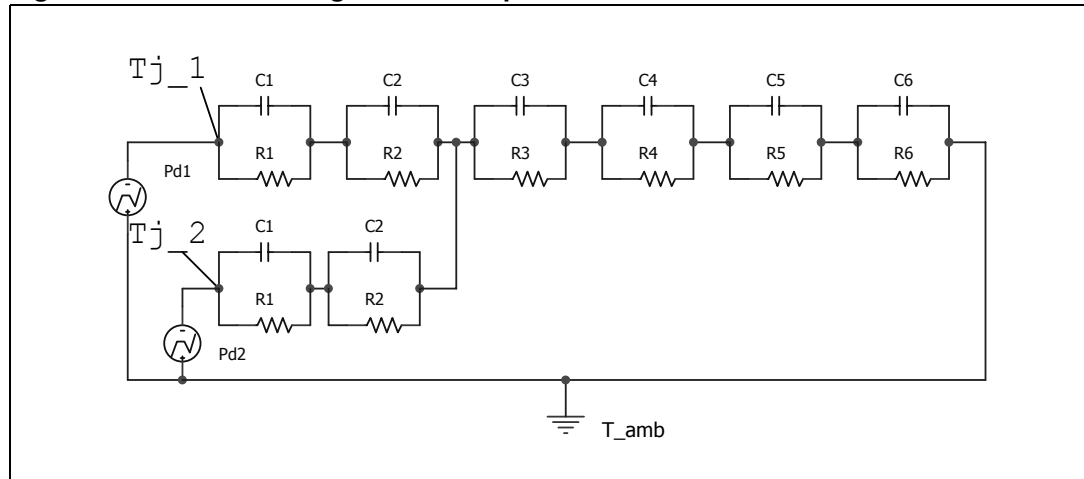 Tj_1
C1 C2 C3 C4 C5 C6
R1 R2 R3 R4 R5 R6
Pd1
Tj_2
C1 C2
R1 R2
Pd2
T_amb